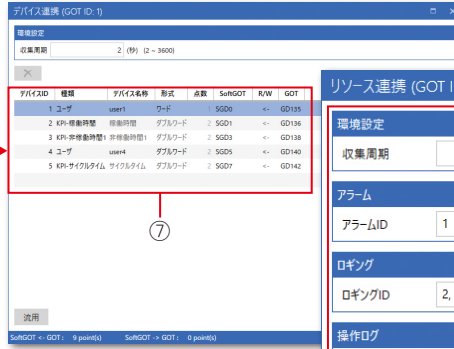 デバイス連携 (GOT ID: 1)
環境設定
収集周期 2 (秒) (2 ~ 3600)
デバイスID 種類 デバイス名称 形式 点数 SoftGOT R/W GOT
1 ユーザ user1 ワード 1 SGD0 <- GD135
2 KPI-稼働時間 稼働時間 ダブルワード 2 SGD1 <- GD136
3 KPI-非稼働時間1 非稼働時間1 ダブルワード 2 SGD3 <- GD138
4 ユーザ user4 ダブルワード 2 SGD5 <- GD140
5 KPI-サイクルタイム サイクルタイム ダブルワード 2 SGD7 <- GD142
⑦
流用
SoftGOT <- GOT : 9 point(s) SoftGOT -> GOT : 0 point(s)
リソース連携 (GOT I
環境設定
収集周期
アラーム
アラームID 1
ロギング
ロギングID 2,
操作ログ